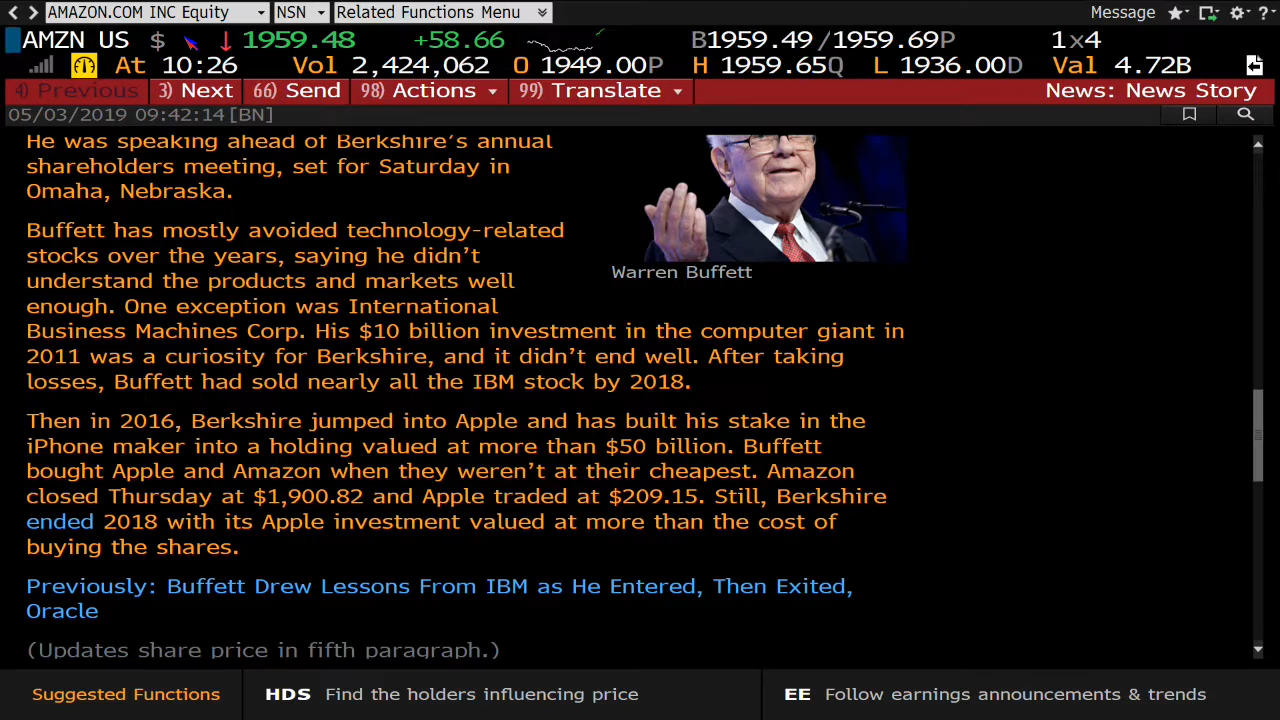 AMAZON.COM INC Equity NSN Related Functions Menu Message ?
AMZN US $ ↓ 1959.48 +58.66 B1959.49 /1959.69P 1x4
At 10:26 Vol 2,424,062 O 1949.00P H 1959.65Q L 1936.00D Val 4.72B
4) Previous 3) Next 66) Send 98) Actions 99) Translate News: News Story
05/03/2019 09:42:14[BN]
He was speaking ahead of Berkshire's annual
shareholders meeting, set for Saturday in
Omaha, Nebraska.
Buffett has mostly avoided technology-related
stocks over the years, saying he didn't
understand the products and markets well
enough. One exception was International
Warren Buffett
Business Machines Corp. His $10 billion investment in the computer giant in
2011 was a curiosity for Berkshire, and it didn't end well. After taking
losses, Buffett had sold nearly all the IBM stock by 2018.
Then in 2016, Berkshire jumped into Apple and has built his stake in the
iPhone maker into a holding valued at more than $50 billion. Buffett
bought Apple and Amazon when they weren't at their cheapest. Amazon
closed Thursday at $1,900.82 and Apple traded at $209.15. Still, Berkshire
ended 2018 with its Apple investment valued at more than the cost of
buying the shares.
Previously: Buffett Drew Lessons From IBM as He Entered, Then Exited,
Oracle
(Updates share price in fifth paragraph.)
Suggested Functions HDS Find the holders influencing price EE Follow earnings announcements & trends